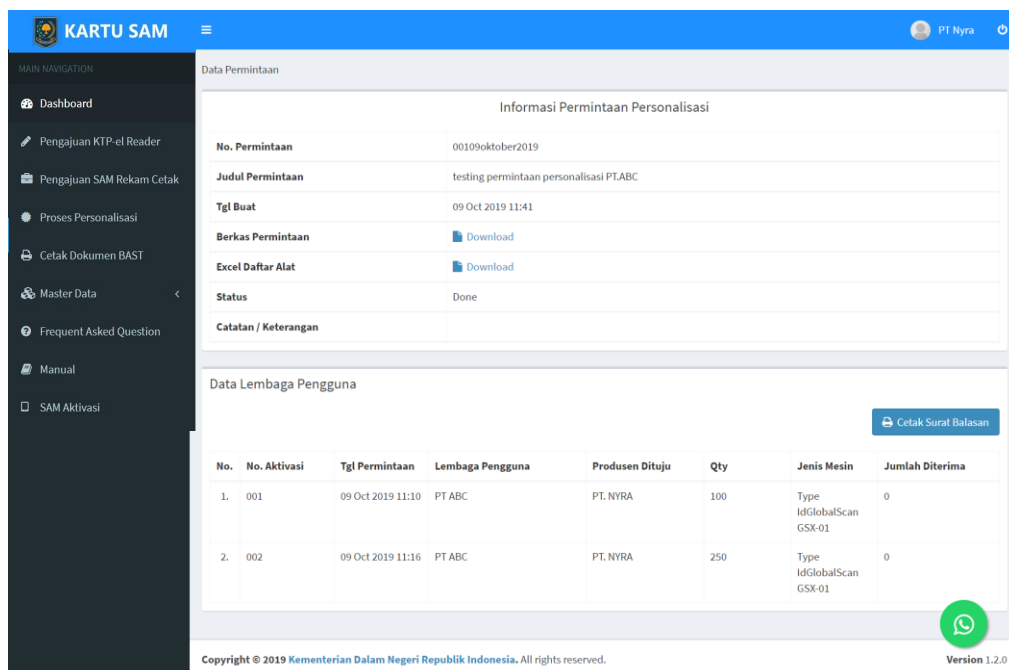 KARTU SAM
PT Nyra
MAIN NAVIGATION
Dashboard
Pengajuan KTP-el Reader
Pengajuan SAM Rekam Cetak
Proses Personalisasi
Cetak Dokumen BAST
Master Data
Frequent Asked Question
Manual
SAM Aktivasi
Data Permintaan
Informasi Permintaan Personalisasi
No. Permintaan 00109oktober2019
Judul Permintaan testing permintaan personalisasi PT.ABC
Tgl Buat 09 Oct 2019 11:41
Berkas Permintaan Download
Excel Daftar Alat Download
Status Done
Catatan / Keterangan
Data Lembaga Pengguna
Cetak Surat Balasan
No. No. Aktivasi Tgl Permintaan Lembaga Pengguna Produsen Dituju Qty Jenis Mesin Jumlah Diterima
1. 001 09 Oct 2019 11:10 PT ABC PT. NYRA 100 Type 0
IdGlobalScan
GSX-01
2. 002 09 Oct 2019 11:16 PT ABC PT. NYRA 250 Type 0
IdGlobalScan
GSX-01
Copyright © 2019 Kementerian Dalam Negeri Republik Indonesia. All rights reserved. Version 1.2.0